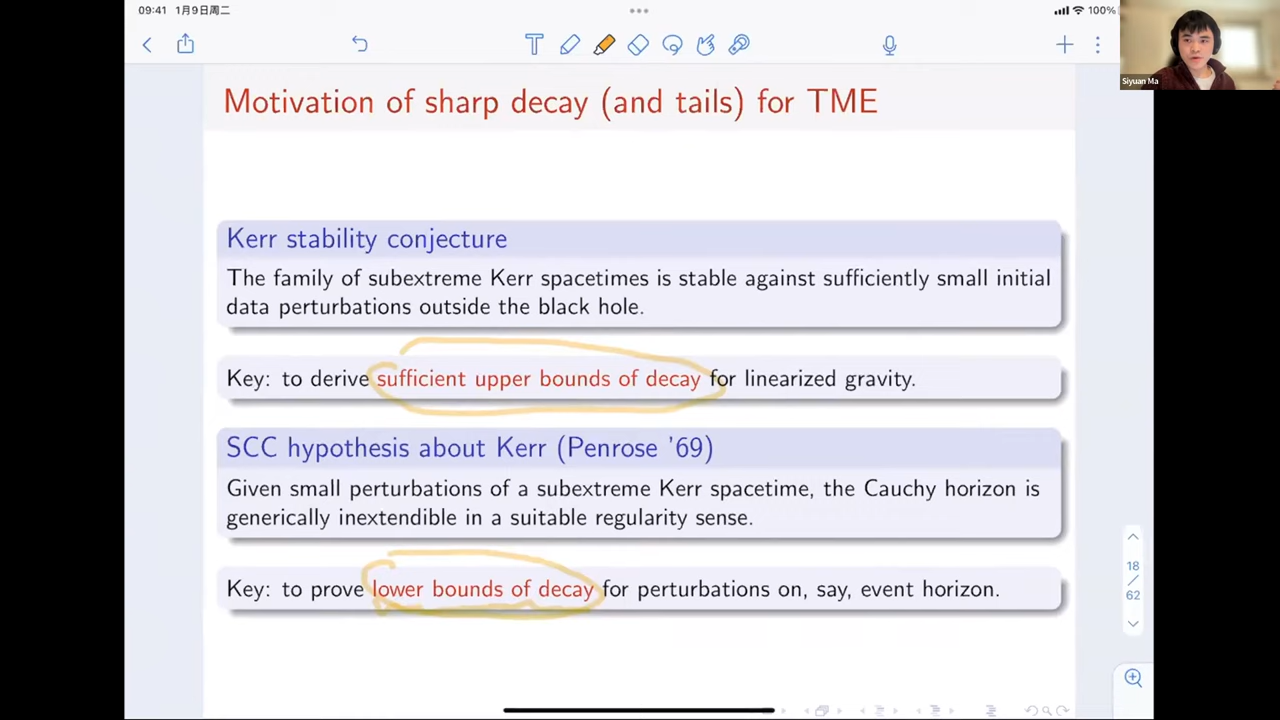 09:41 1月9日周二
100%
Siyuan Ma
Motivation of sharp decay (and tails) for TME
Kerr stability conjecture
The family of subextreme Kerr spacetimes is stable against sufficiently small initial
data perturbations outside the black hole.
Key: to derive sufficient upper bounds of decay for linearized gravity.
SCC hypothesis about Kerr (Penrose '69)
Given small perturbations of a subextreme Kerr spacetime, the Cauchy horizon is
generically inextendible in a suitable regularity sense.
Key: to prove lower bounds of decay for perturbations on, say, event horizon.
18
/
62